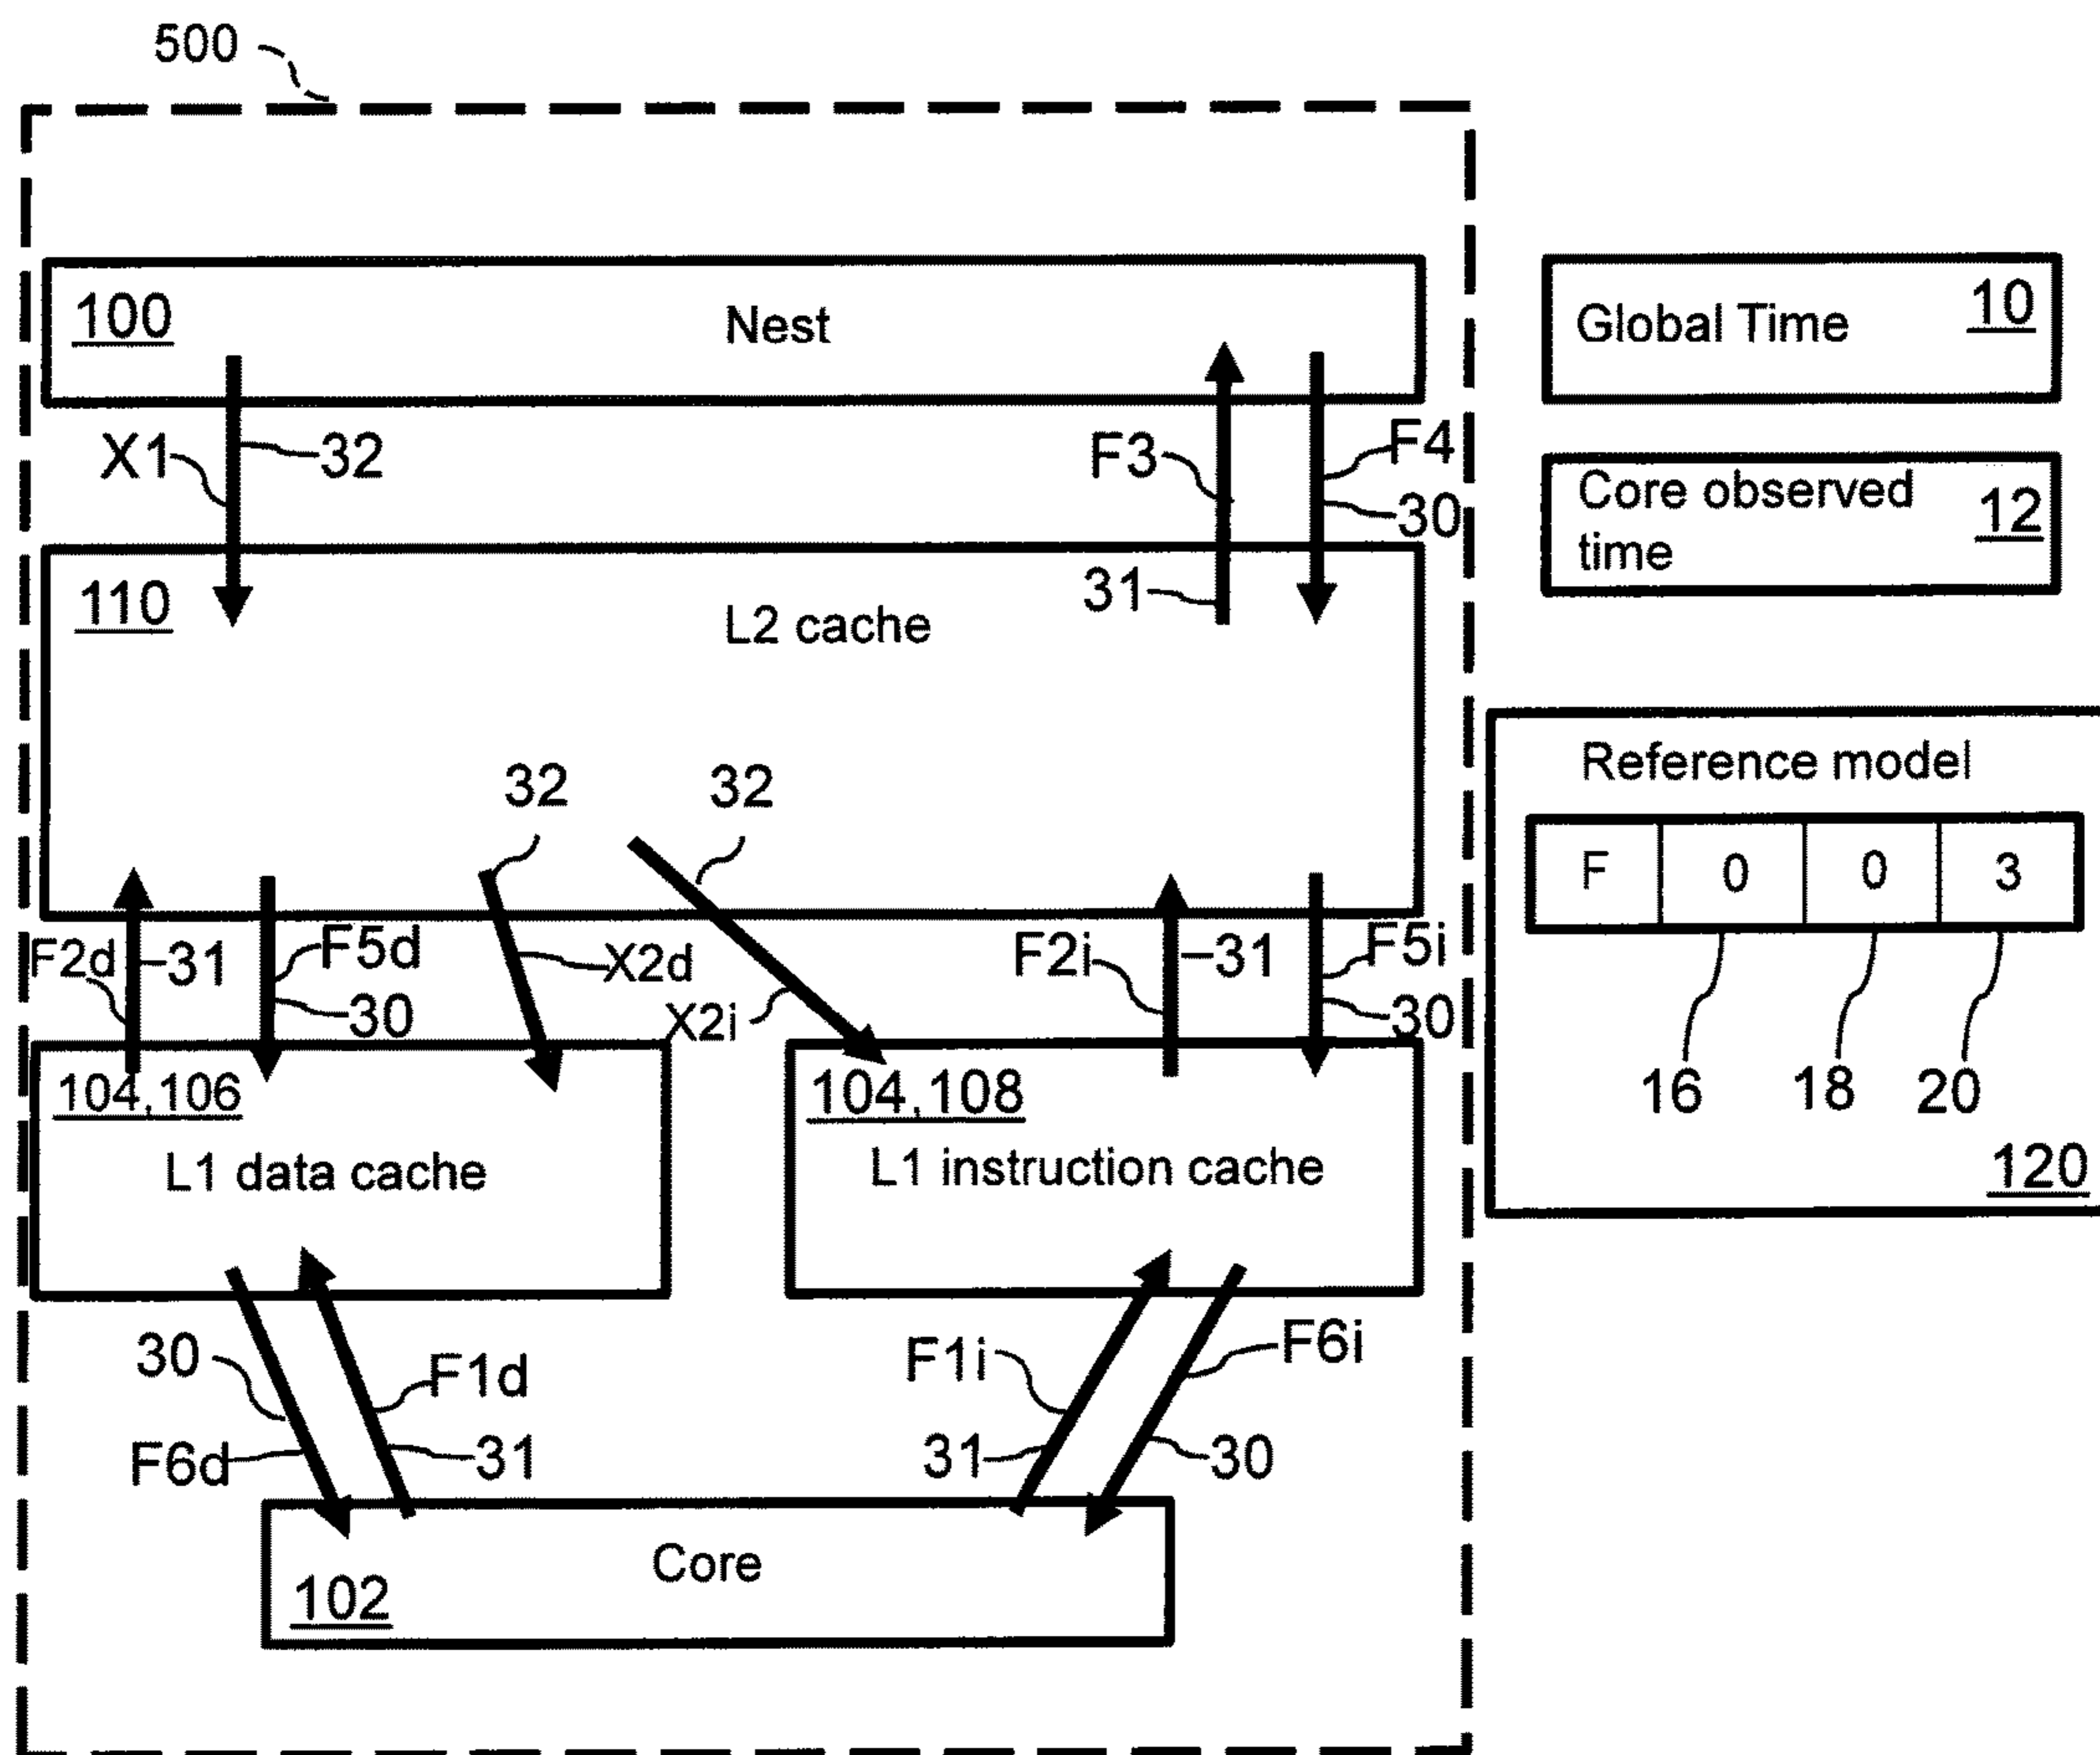 500
100
Nest
Global Time
10
X1
32
F3
F4
30
Core observed
time
12
110
L2 cache
31
Reference model
32
32
F
0
0
3
F2d
31
F5d
30
X2d
X2i
F2i
31
F5i
30
16
18
20
104,106
L1 data cache
104,108
L1 instruction cache
120
30
F1d
F6d
31
F1i
F6i
31
30
Core
102